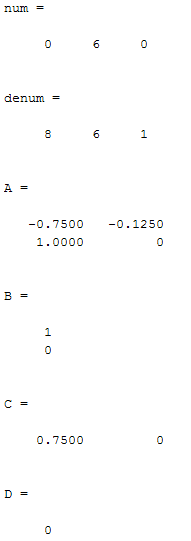 num =
0 6 0
denum =
8 6 1
A =
-0.7500 -0.1250
1.0000 0
B =
1
0
C =
0.7500 0
D =
0